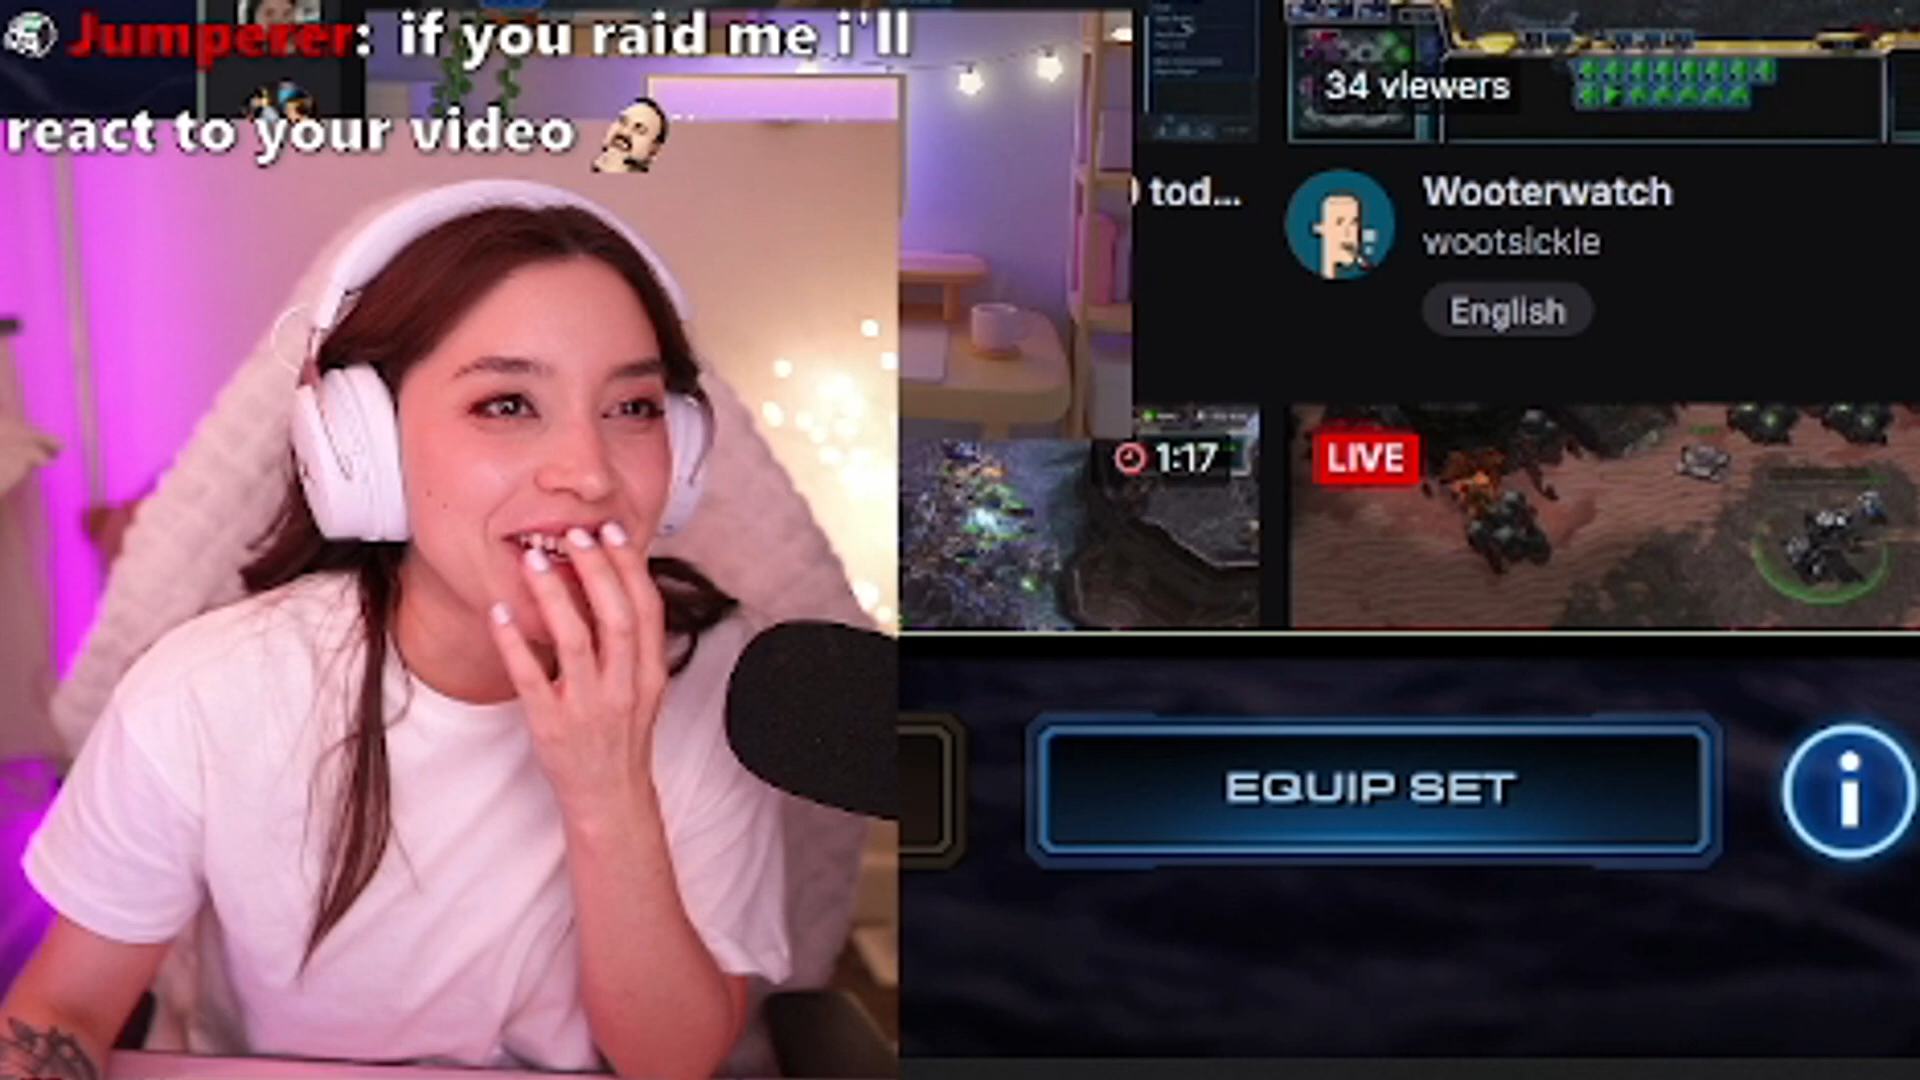 Jumperer: if you raid me i'll
react to your video
34 viewers
tod...
Wooterwatch
wootsickle
English
1:17
LIVE
EQUIP SET
i